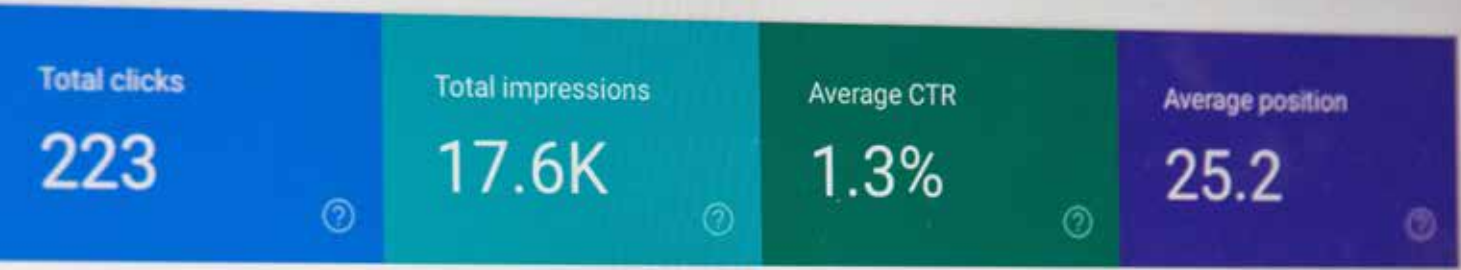 Total clicks
223
Total impressions
17.6K
Average CTR
1.3%
Average position
25.2